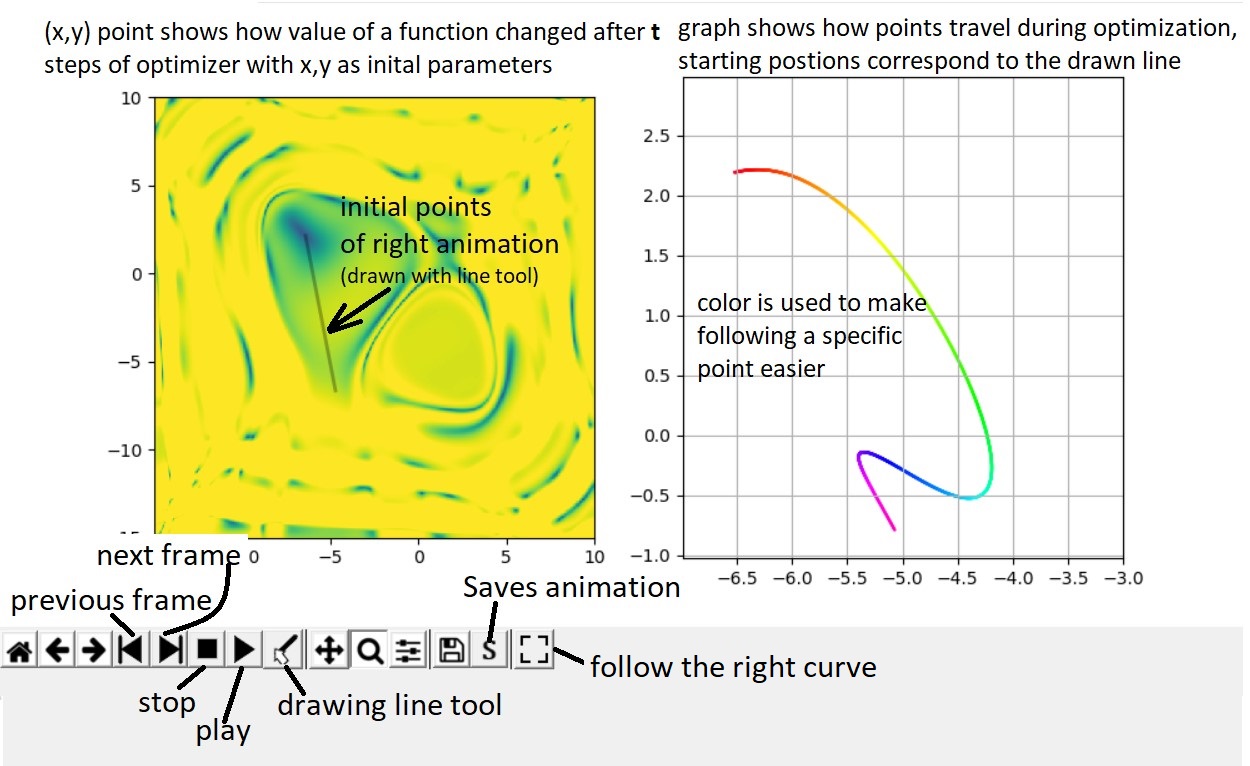 (x,y) point shows how value of a function changed after t
steps of optimizer with x,y as inital parameters
graph shows how points travel during optimization,
starting postions correspond to the drawn line
10
5
0
−5
−10
−5
0
5
10
initial points
of right animation
(drawn with line tool)
2.5
2.0
1.5
1.0
0.5
0.0
−0.5
−1.0
−6.5 −6.0 −5.5 −5.0 −4.5 −4.0 −3.5 −3.0
color is used to make
following a specific
point easier
next frame
0
previous frame
Saves animation
S
follow the right curve
stop
drawing line tool
play